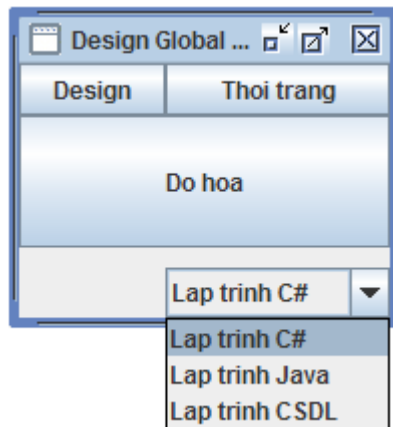 Design Global ...
Design Thoi trang
Do hoa
Lap trinh C#
Lap trinh C#
Lap trinh Java
Lap trinh CSDL